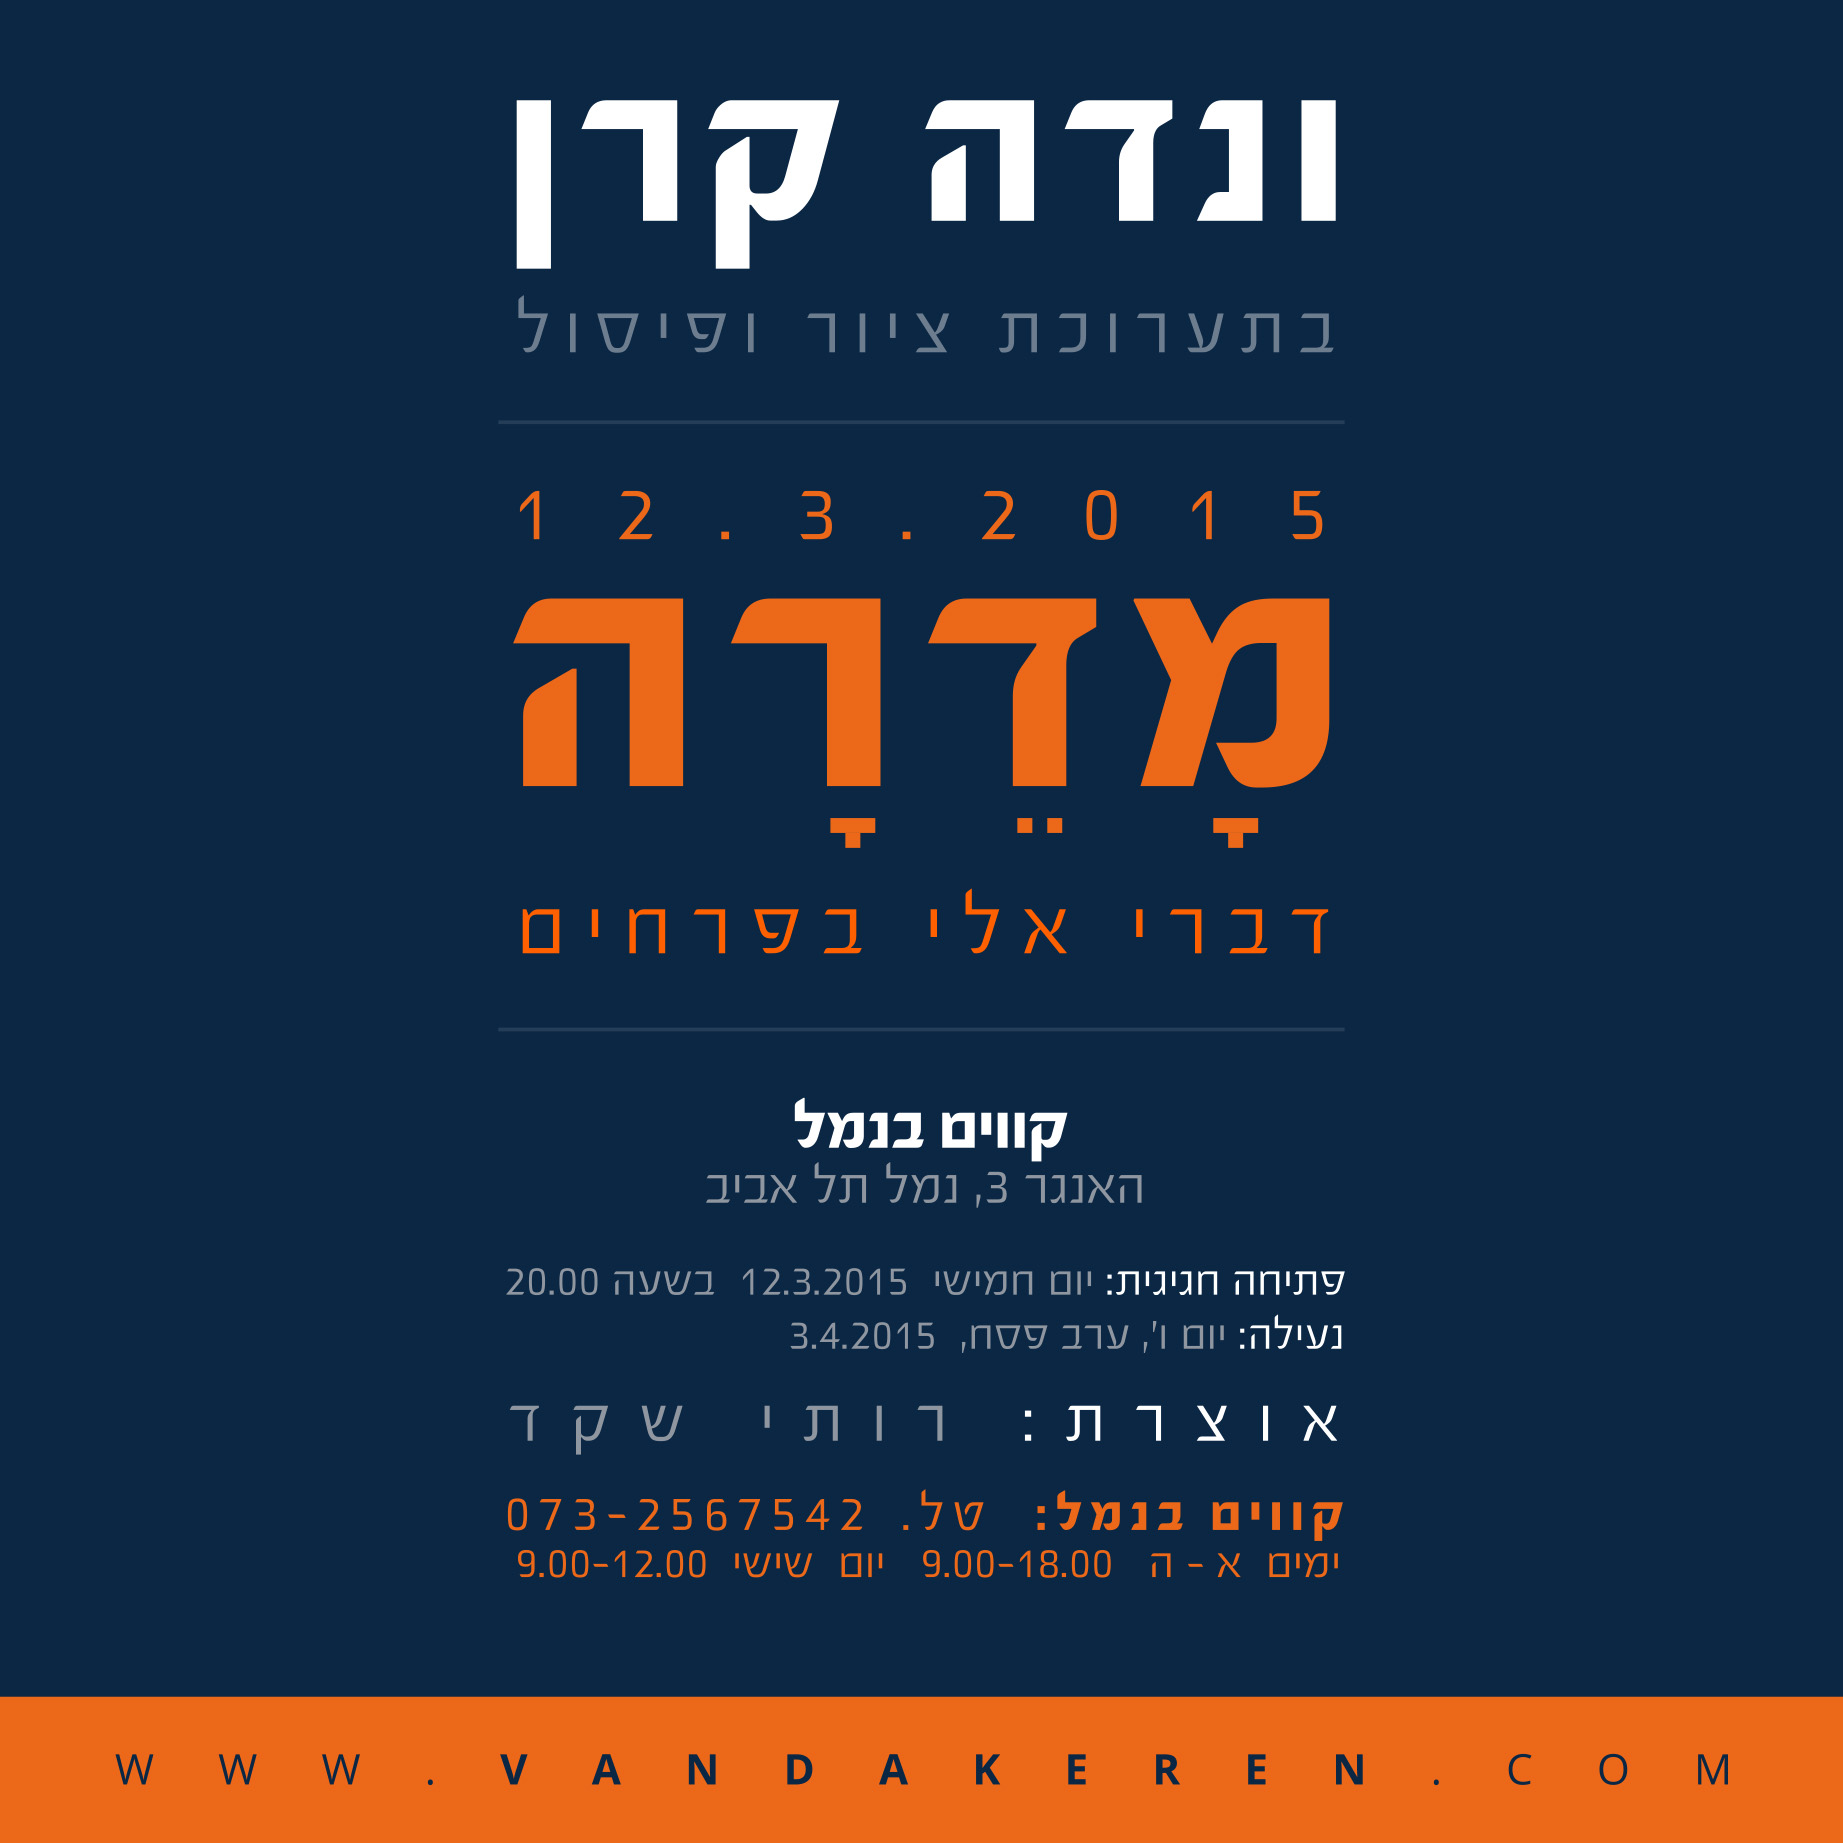 ונדה קרן
בתערוכת ציור ופיסול
12.3.2015
מָדֵרָה
דברי אלי בפרחים
קווים בנמל
האנגר 3, נמל תל אביב
פתיחה חגיגית: יום חמישי 12.3.2015 בשעה 20.00
נעילה: יום ו', ערב פסח, 3.4.2015
אוצרת: רותי שקד
קווים בנמל: טל. 073-2567542
ימים א - ה 9.00-18.00 יום שישי 9.00-12.00
WWW.VANDAKEREN.COM